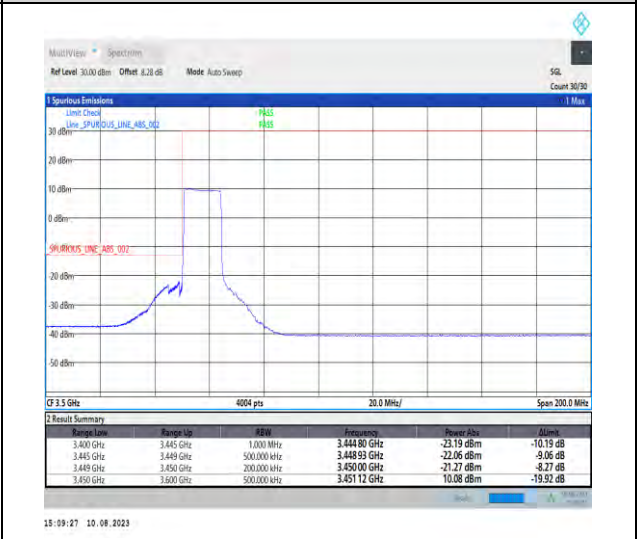 MultiView Spectrum
Ref Level 30.00 dBm Offset 8.28 dB Mode Auto Sweep SGL
Count 30/30
1 Spurious Emissions 1 Max
Limit Check PASS
Line _SPURIOUS_LINE_ABS_002 PASS
30 dBm
20 dBm
10 dBm
0 dBm
_SPURIOUS_LINE_ABS_002
-20 dBm
-30 dBm
-40 dBm
-50 dBm
CF 3.5 GHz 4004 pts 20.0 MHz/ Span 200.0 MHz
2 Result Summary
Range Low Range Up RBW Frequency Power Abs ΔLimit
3.400 GHz 3.445 GHz 1.000 MHz 3.444 80 GHz -23.19 dBm -10.19 dB
3.445 GHz 3.449 GHz 500.000 kHz 3.448 93 GHz -22.06 dBm -9.06 dB
3.449 GHz 3.450 GHz 200.000 kHz 3.450 00 GHz -21.27 dBm -8.27 dB
3.450 GHz 3.600 GHz 500.000 kHz 3.451 12 GHz 10.08 dBm -19.92 dB
15:09:27 10.08.2023